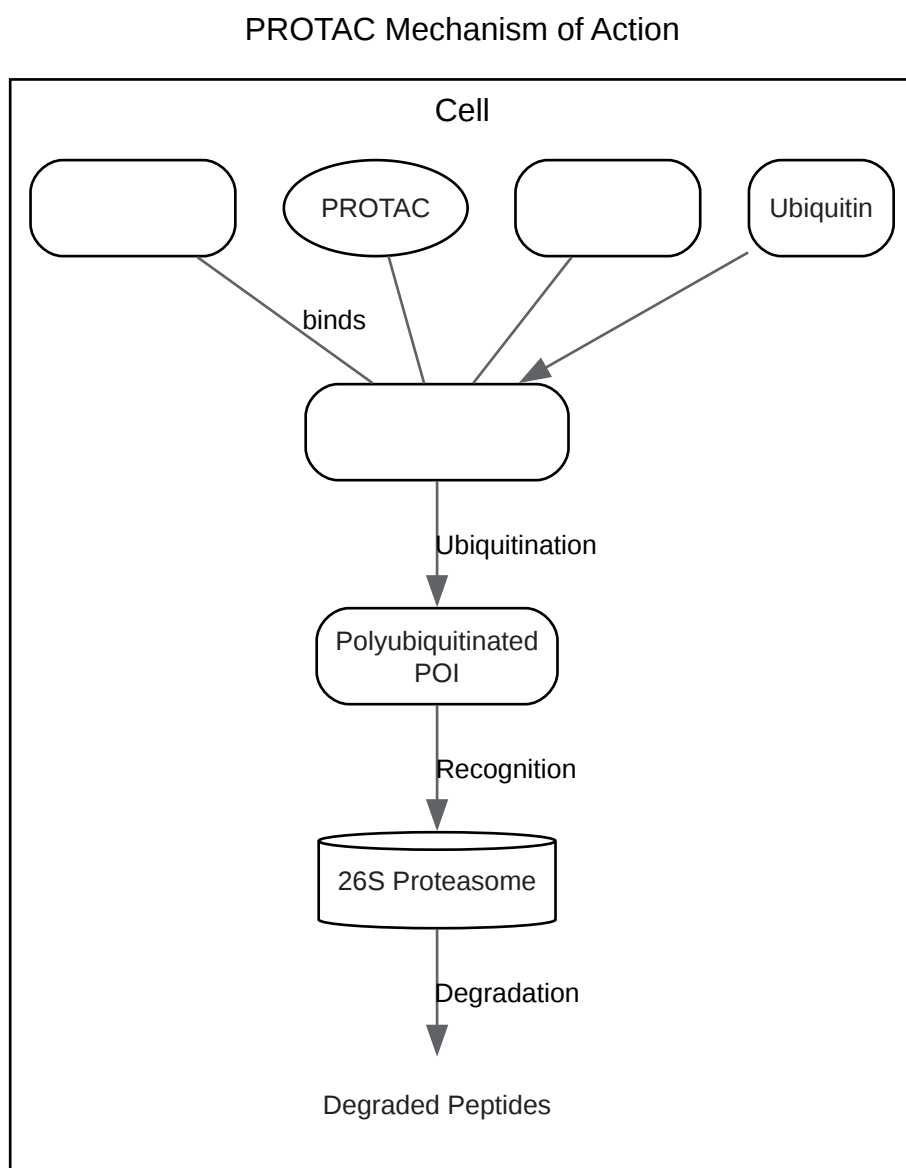 PROTAC Mechanism of Action
Cell
PROTAC
Ubiquitin
binds
Ubiquitination
Polyubiquitinated
POI
Recognition
26S Proteasome
Degradation
Degraded Peptides